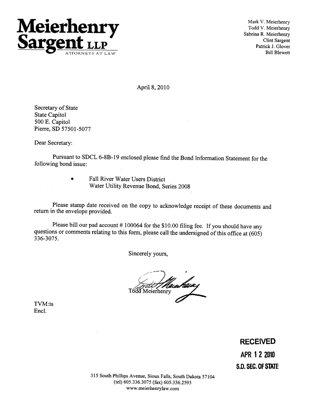 Meierhenry
Sargent LLP
ATTORNEYS AT LAW
Mark V. Meierhenry
Todd V. Meierhenry
Sabrina R. Meierhenry
Clint Sargent
Patrick J. Glover
Bill Blewett
April 8, 2010
Secretary of State
State Capitol
500 E. Capitol
Pierre, SD 57501-5077
Dear Secretary:
Pursuant to SDCL 6-8B-19 enclosed please find the Bond Information Statement for the
following bond issue:
• Fall River Water Users District
Water Utility Revenue Bond, Series 2008
Please stamp date received on the copy to acknowledge receipt of these documents and
return in the envelope provided.
Please bill our pad account # 100064 for the $10.00 filing fee. If you should have any
questions or comments relating to this form, please call the undersigned of this office at (605)
336-3075.
Sincerely yours,
Todd Meierhenry
Todd Meierhenry
TVM:ts
Encl.
RECEIVED
APR 12 2010
S.D. SEC. OF STATE
315 South Phillips Avenue, Sioux Falls, South Dakota 57104
(tel) 605.336.3075 (fax) 605.336.2593
www.meierhenrylaw.com